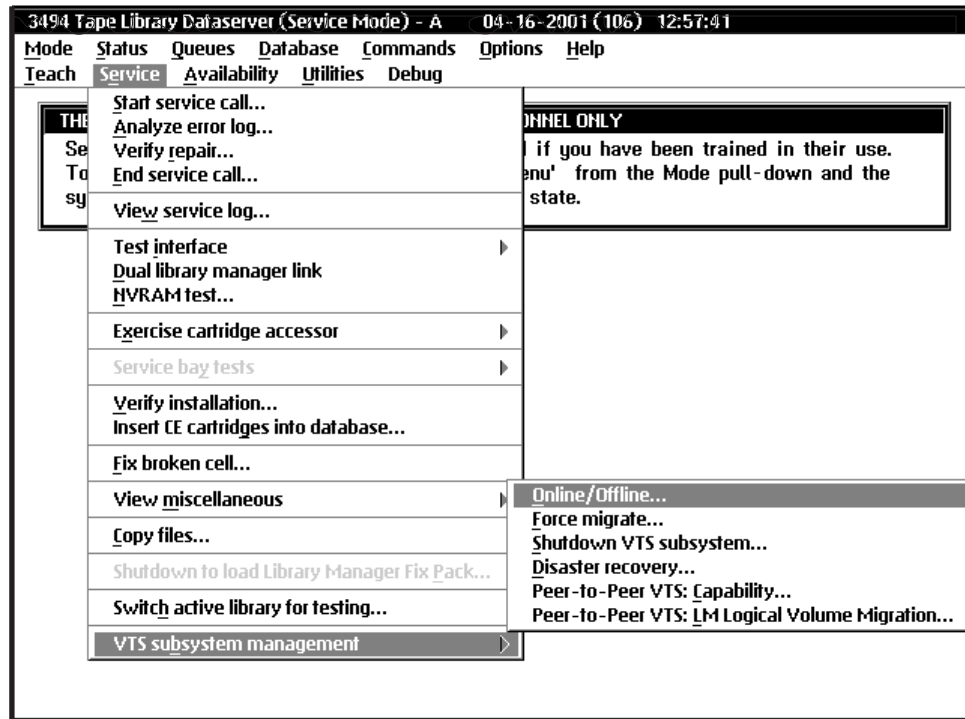 3494 Tape Library Dataserver (Service Mode) - A 04-16-2001 (106) 12:57:41
Mode Status Queues Database Commands Options Help
Teach Service Availability Utilities Debug
Start service call...
Analyze error log...
Verify repair...
End service call...
View service log...
Test interface
Dual library manager link
NVRAM test...
Exercise cartridge accessor
Service bay tests
Verify installation...
Insert CE cartridges into database...
Fix broken cell...
View miscellaneous
Copy files...
Shutdown to load Library Manager Fix Pack...
Switch active library for testing...
VTS subsystem management
THE
Se
To
sy
NNEL ONLY
if you have been trained in their use.
enu' from the Mode pull-down and the
state.
Online/Offline...
Force migrate...
Shutdown VTS subsystem...
Disaster recovery...
Peer-to-Peer VTS: Capability...
Peer-to-Peer VTS: LM Logical Volume Migration...